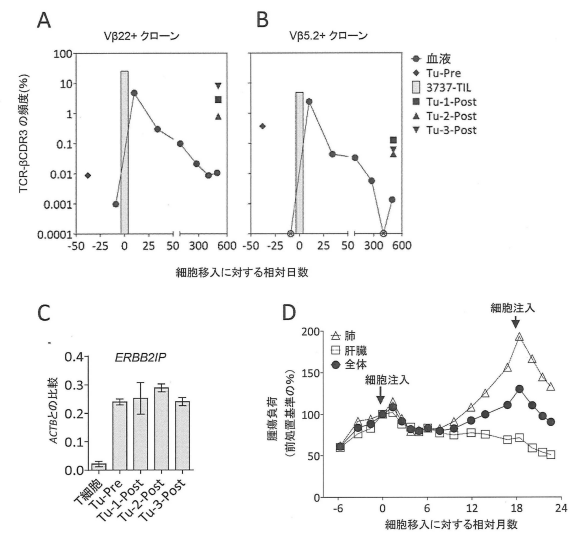 A
Vβ22+ クローン
B
Vβ5.2+ クローン
TCR-βCDR3 の頻度(%)
100
10
1
0.1
0.01
0.001
0.0001
-50 -25 0 25 50 300 600
-50 -25 0 25 50 300 600
細胞移入に対する相対日数
血液
Tu-Pre
3737-TIL
Tu-1-Post
Tu-2-Post
Tu-3-Post
C
ERBB2IP
ACTBとの比較
0.4
0.3
0.2
0.1
0.0
T細胞
Tu-Pre
Tu-1-Post
Tu-2-Post
Tu-3-Post
D
細胞注入
肺
肝臓
全体
細胞注入
腫瘍負荷
(前処置基準の%)
200
150
100
50
0
-6 0 6 12 18 24
細胞移入に対する相対月数